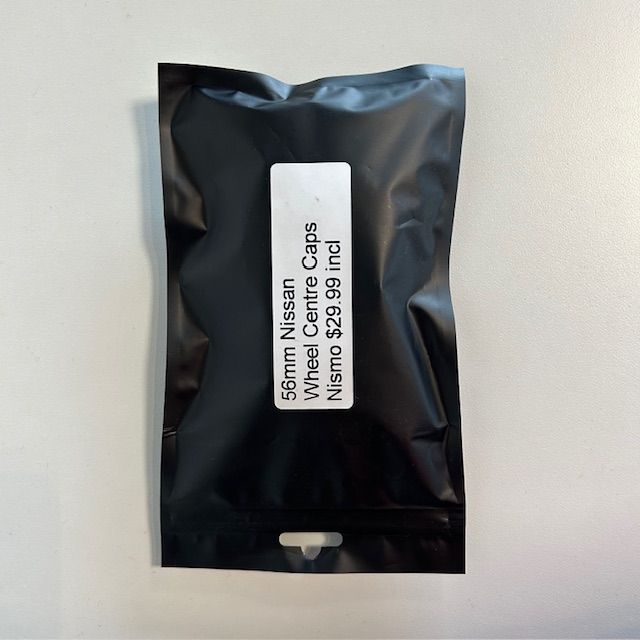 56mm Nissan
Wheel Centre Caps
Nismo $29.99 incl